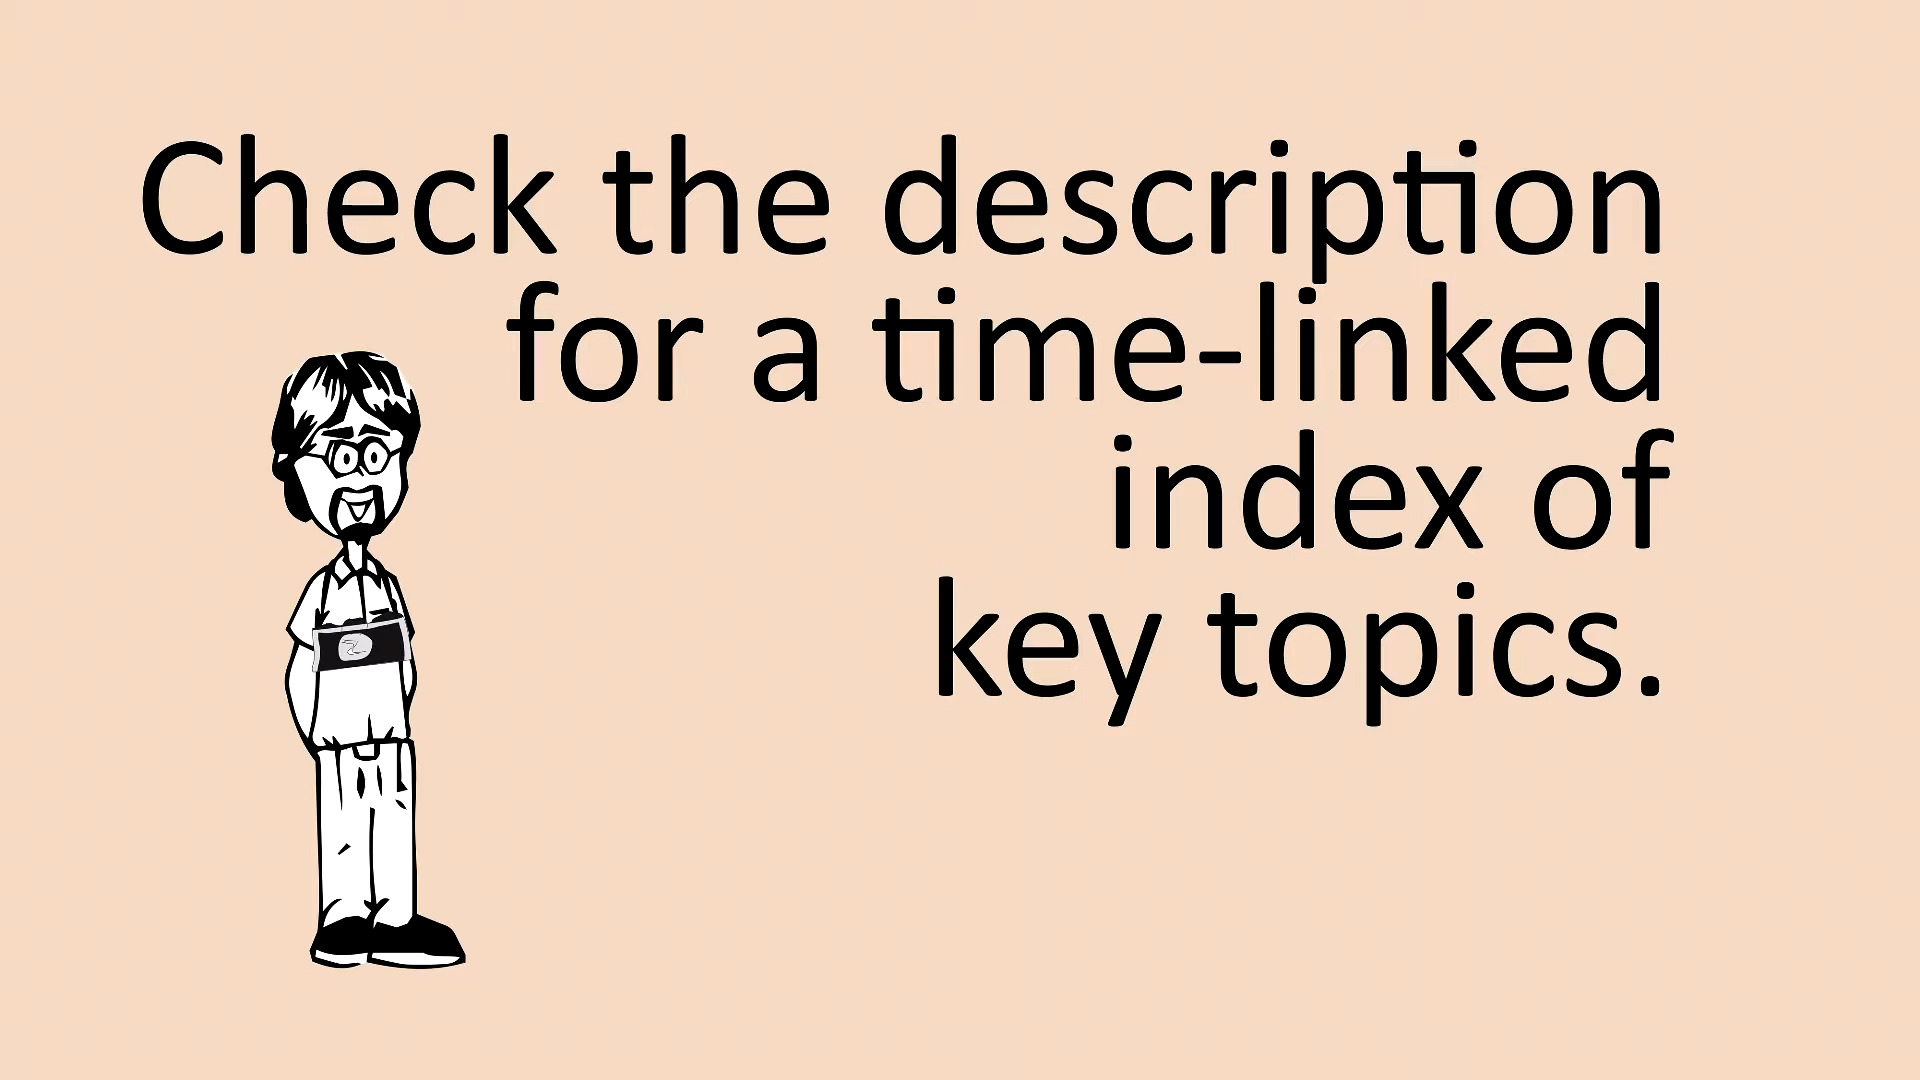 Check the description
for a time-linked
index of
key topics.